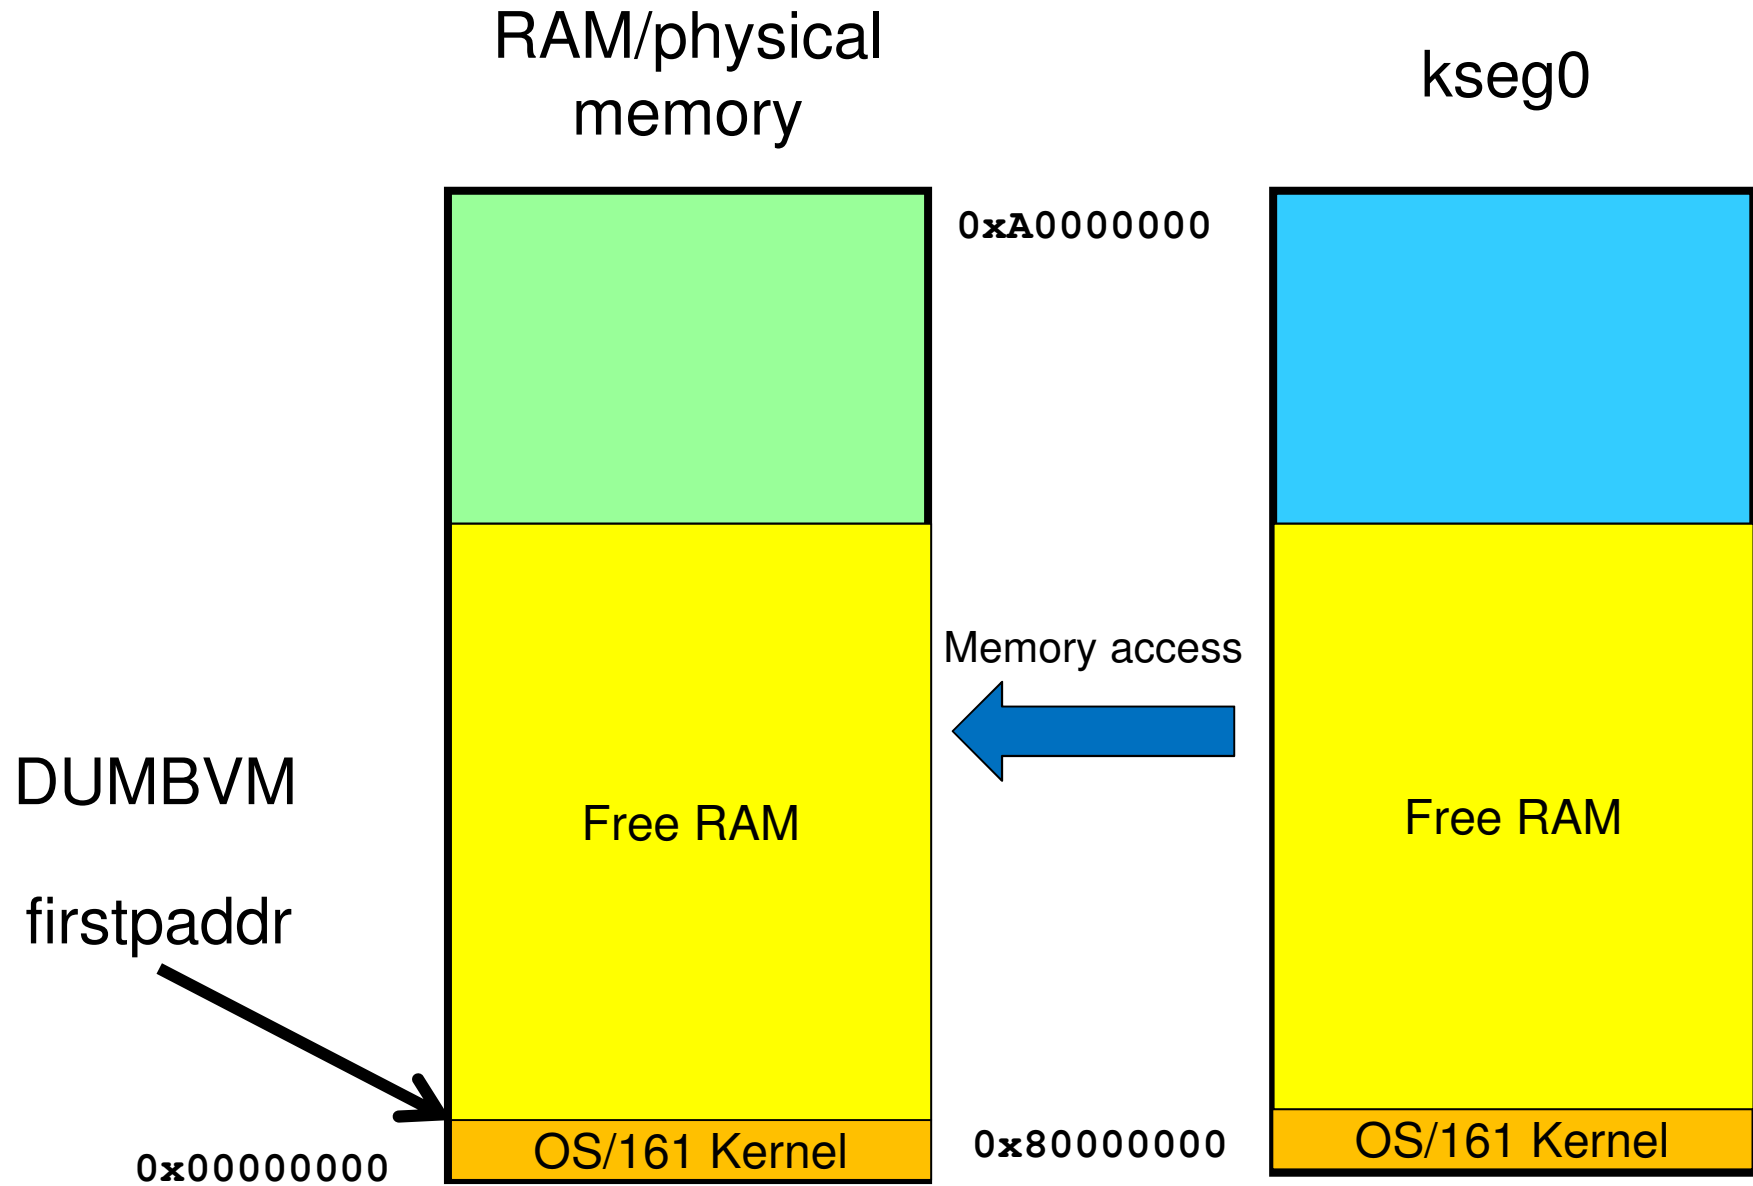 RAM/physical
memory
kseg0
0xA0000000
Memory access
DUMBVM
Free RAM
Free RAM
firstpaddr
OS/161 Kernel
0x80000000
OS/161 Kernel
0x00000000